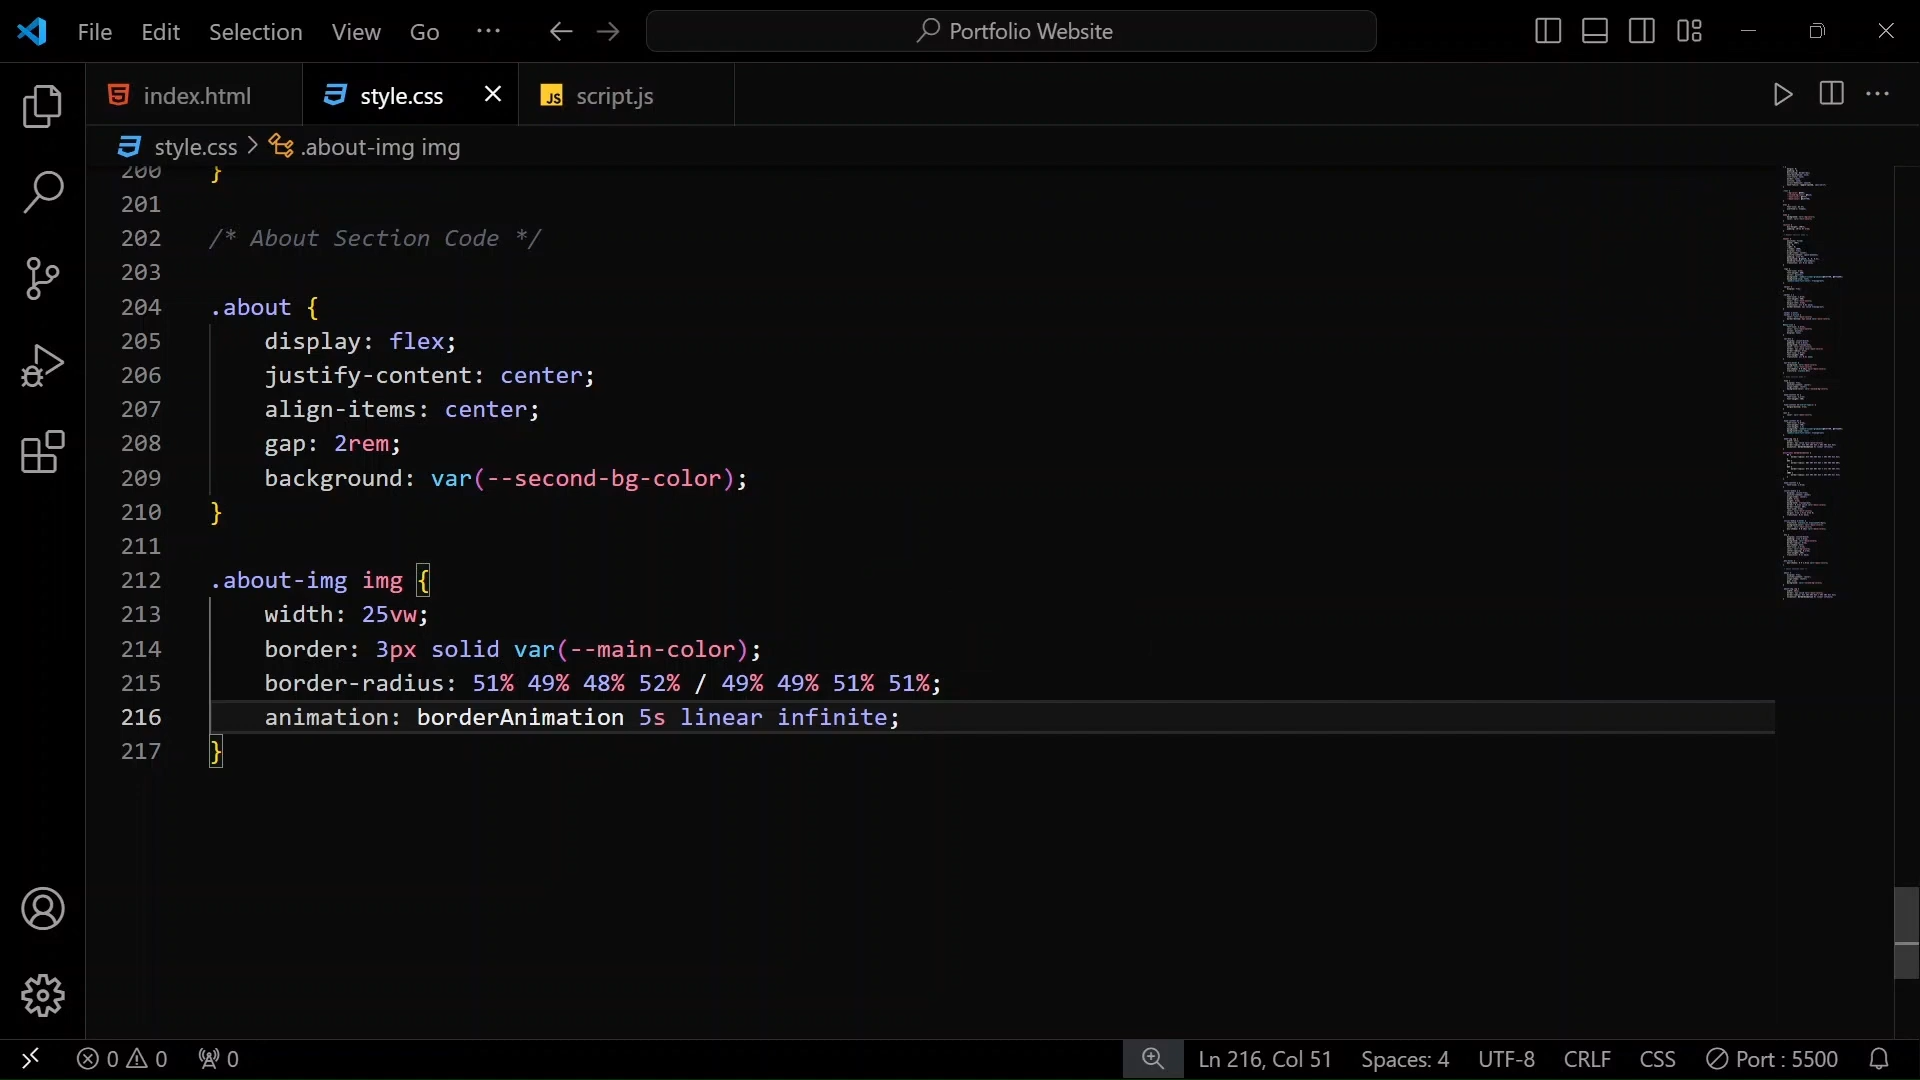 File Edit Selection View Go ··· Portfolio Website
index.html style.css script.js
style.css > .about-img img
200 }
201
202 /* About Section Code */
203
204 .about {
205 display: flex;
206 justify-content: center;
207 align-items: center;
208 gap: 2rem;
209 background: var(--second-bg-color);
210 }
211
212 .about-img img {
213 width: 25vw;
214 border: 3px solid var(--main-color);
215 border-radius: 51% 49% 48% 52% / 49% 49% 51% 51%;
216 animation: borderAnimation 5s linear infinite;
217 }
0 0 0 Ln 216, Col 51 Spaces: 4 UTF-8 CRLF CSS Port : 5500